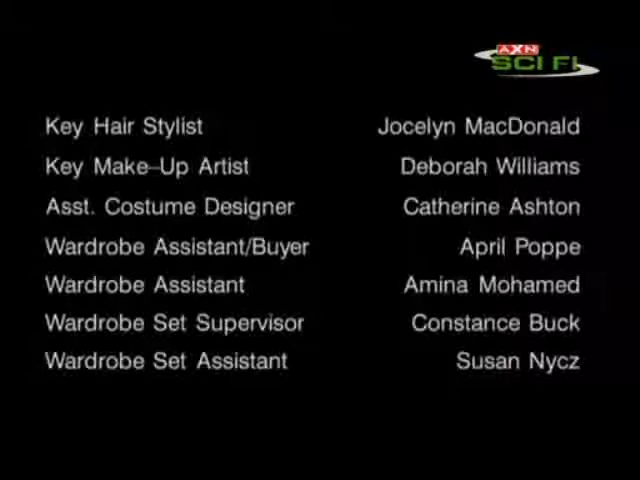 AXN
SCI FI
Key Hair Stylist Jocelyn MacDonald
Key Make-Up Artist Deborah Williams
Asst. Costume Designer Catherine Ashton
Wardrobe Assistant/Buyer April Poppe
Wardrobe Assistant Amina Mohamed
Wardrobe Set Supervisor Constance Buck
Wardrobe Set Assistant Susan Nycz